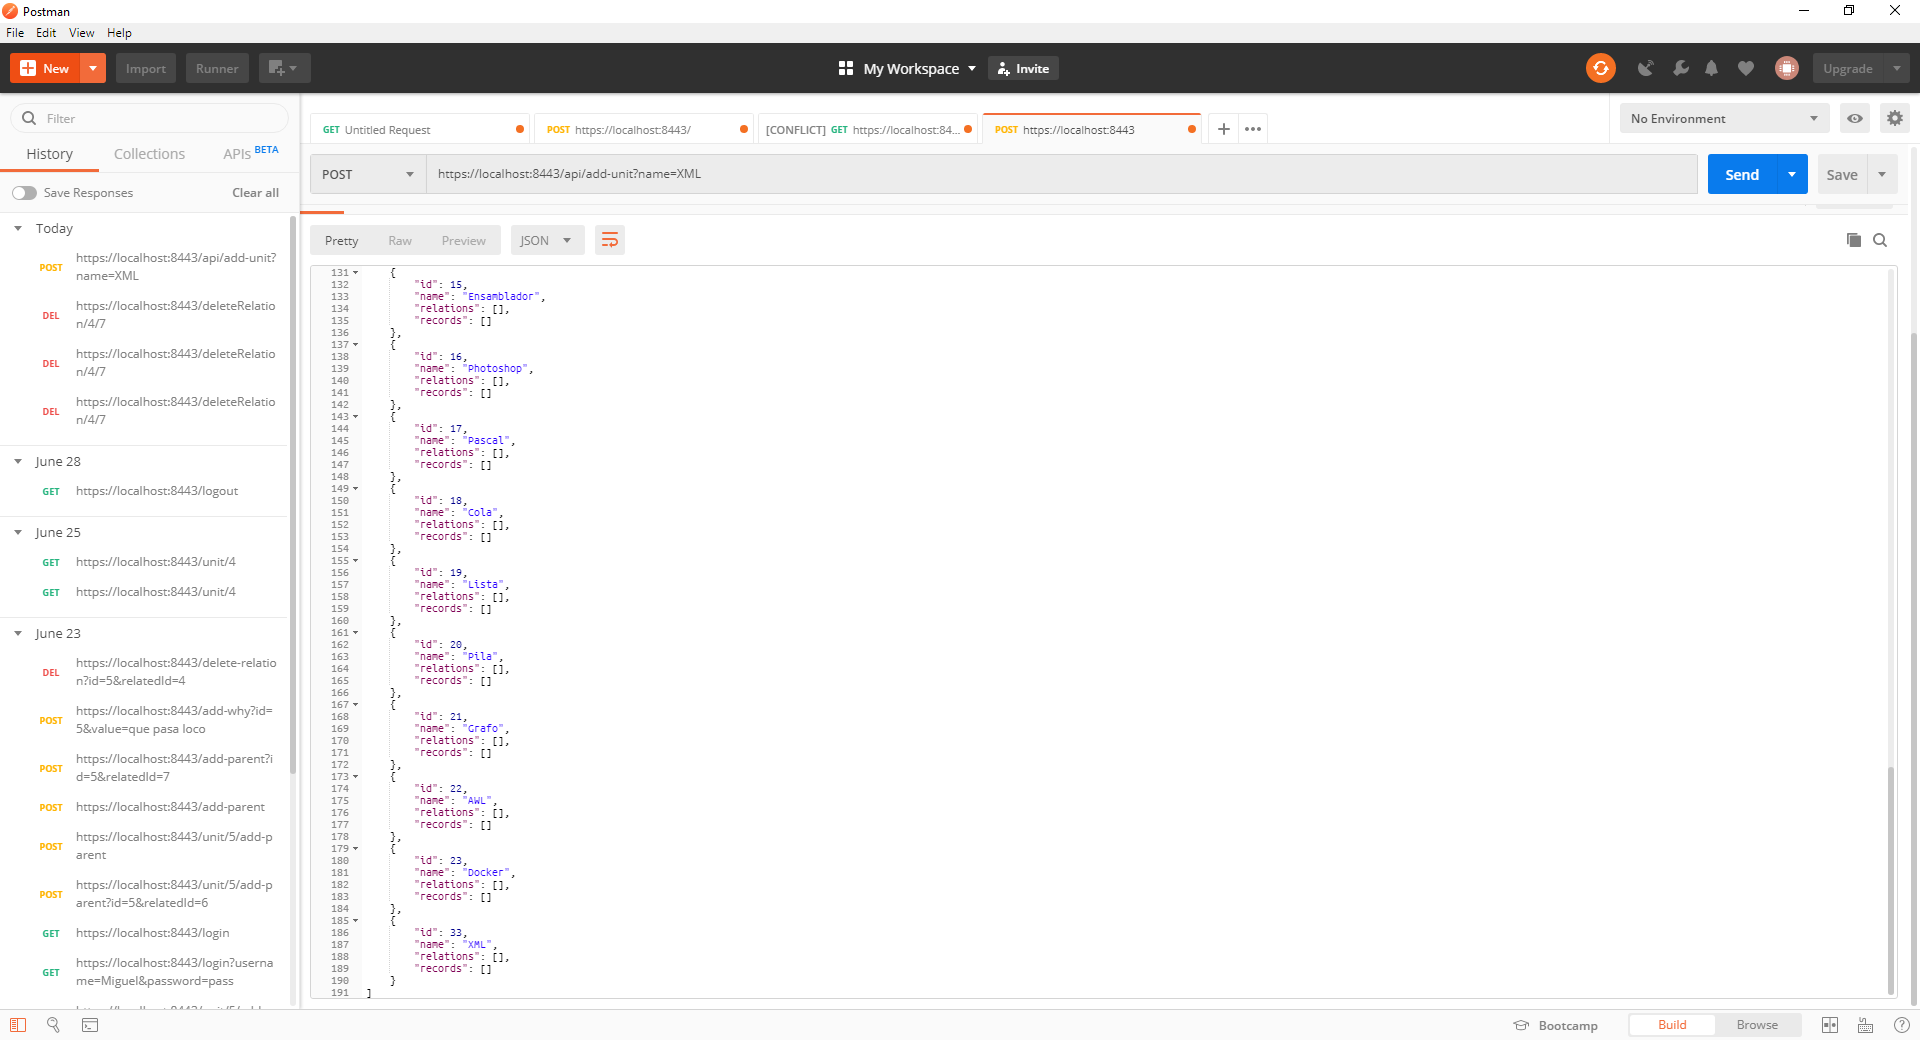 Postman
File Edit View Help
New Import Runner My Workspace Invite Upgrade
Filter
History Collections APIs BETA
Save Responses Clear all
Today
POST https://localhost:8443/api/add-unit?
name=XML
DEL https://localhost:8443/deleteRelatio
n/4/7
DEL https://localhost:8443/deleteRelatio
n/4/7
DEL https://localhost:8443/deleteRelatio
n/4/7
June 28
GET https://localhost:8443/logout
June 25
GET https://localhost:8443/unit/4
GET https://localhost:8443/unit/4
June 23
DEL https://localhost:8443/delete-relatio
n?id=5&relatedId=4
POST https://localhost:8443/add-why?id=
5&value=que pasa loco
POST https://localhost:8443/add-parent?i
d=5&relatedId=7
POST https://localhost:8443/add-parent
POST https://localhost:8443/unit/5/add-p
arent
POST https://localhost:8443/unit/5/add-p
arent?id=5&relatedId=6
GET https://localhost:8443/login
GET https://localhost:8443/login?userna
me=Miguel&password=pass
GET Untitled Request POST https://localhost:8443/ [CONFLICT] GET https://localhost:84... POST https://localhost:8443 + ••• No Environment
POST https://localhost:8443/api/add-unit?name=XML Send Save
Pretty Raw Preview JSON
131 {
132 "id": 15,
133 "name": "Ensamblador",
134 "relations": [],
135 "records": []
136 },
137 {
138 "id": 16,
139 "name": "Photoshop",
140 "relations": [],
141 "records": []
142 },
143 {
144 "id": 17,
145 "name": "Pascal",
146 "relations": [],
147 "records": []
148 },
149 {
150 "id": 18,
151 "name": "Cola",
152 "relations": [],
153 "records": []
154 },
155 {
156 "id": 19,
157 "name": "Lista",
158 "relations": [],
159 "records": []
160 },
161 {
162 "id": 20,
163 "name": "Pila",
164 "relations": [],
165 "records": []
166 },
167 {
168 "id": 21,
169 "name": "Grafo",
170 "relations": [],
171 "records": []
172 },
173 {
174 "id": 22,
175 "name": "AWL",
176 "relations": [],
177 "records": []
178 },
179 {
180 "id": 23,
181 "name": "Docker",
182 "relations": [],
183 "records": []
184 },
185 {
186 "id": 33,
187 "name": "XML",
188 "relations": [],
189 "records": []
190 }
191 ]
Bootcamp Build Browse